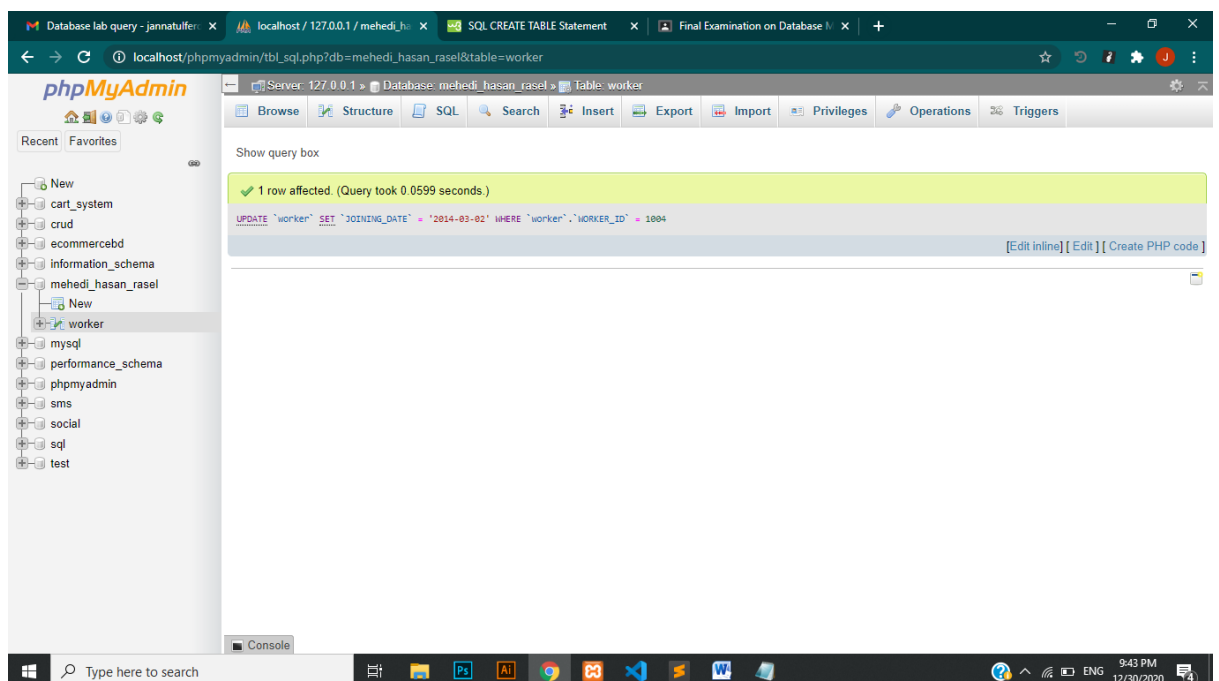 Database lab query - jannatulferc
localhost / 127.0.0.1 / mehedi_ha
SQL CREATE TABLE Statement
Final Examination on Database M
localhost/phpmyadmin/tbl_sql.php?db=mehedi_hasan_rasel&table=worker
J
phpMyAdmin
Server: 127.0.0.1 » Database: mehedi_hasan_rasel » Table: worker
Browse Structure SQL Search Insert Export Import Privileges Operations Triggers
Recent Favorites
Show query box
New
cart_system
crud
ecommercebd
information_schema
mehedi_hasan_rasel
New
worker
mysql
performance_schema
phpmyadmin
sms
social
sql
test
1 row affected. (Query took 0.0599 seconds.)
UPDATE `worker` SET `JOINING_DATE` = '2014-03-02' WHERE `worker`.`WORKER_ID` = 1004
[Edit inline] [ Edit ] [ Create PHP code ]
Console
Type here to search
Ps
Ai
W
ENG
9:43 PM
12/30/2020
4